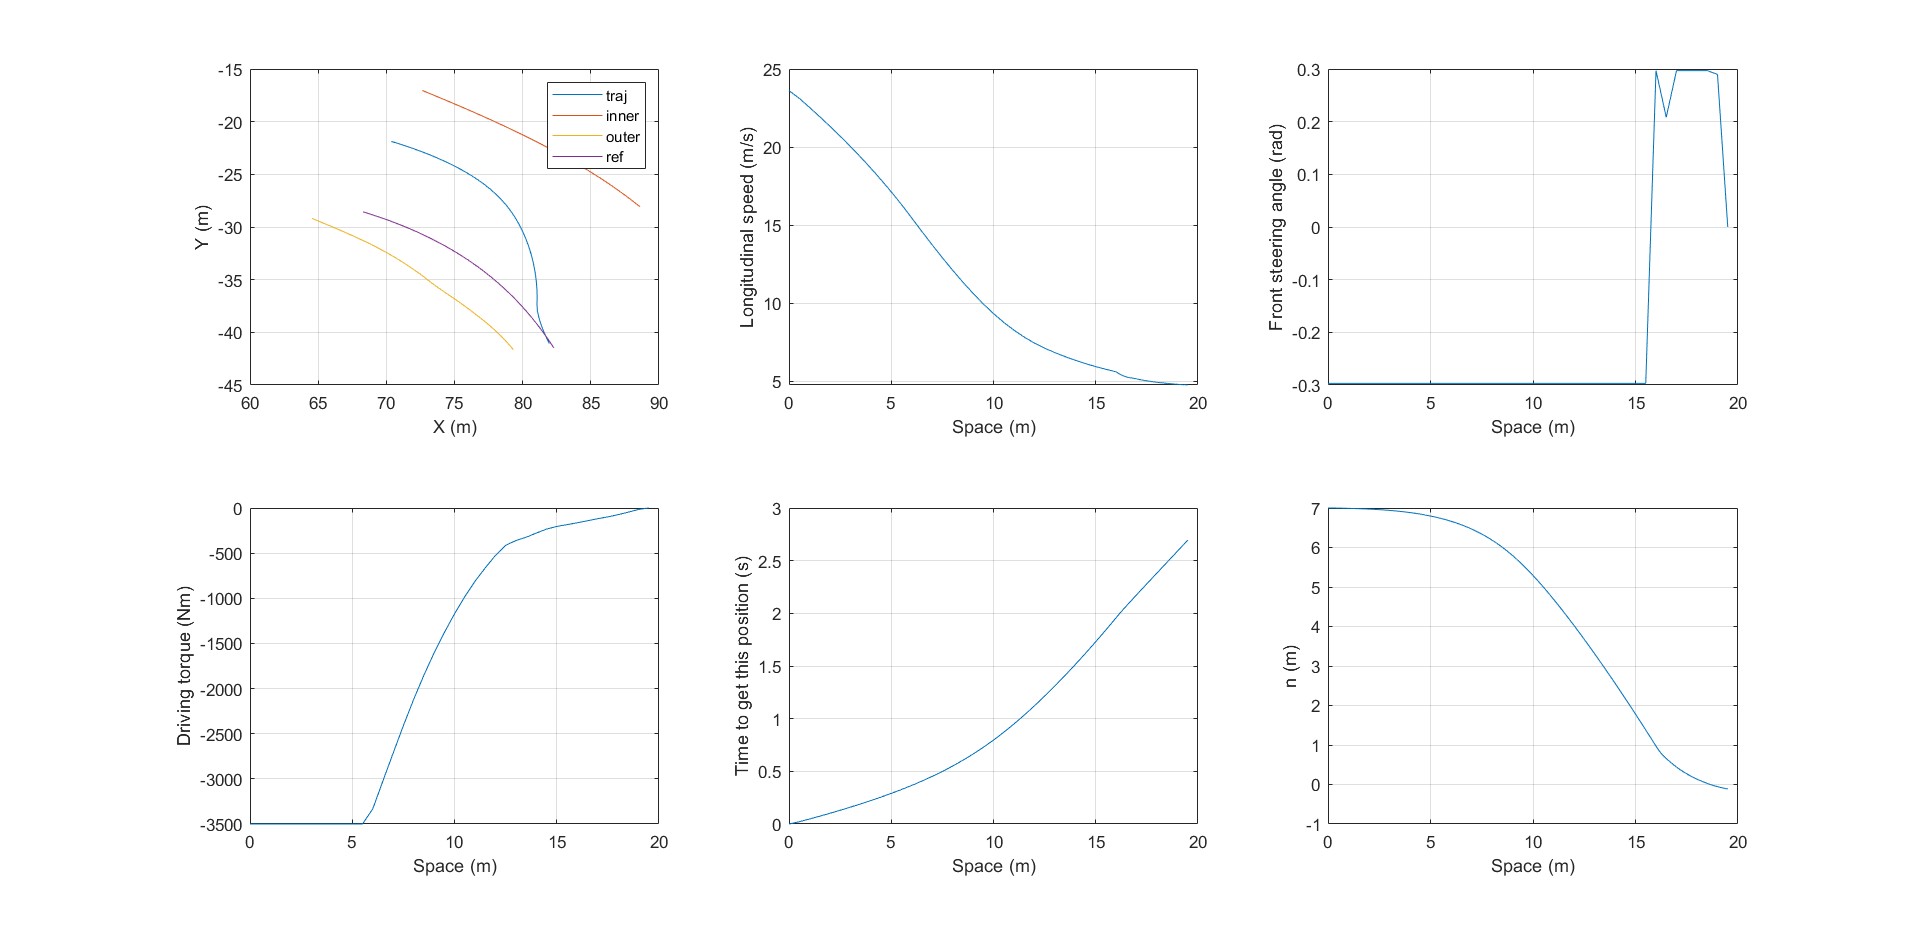 -15
-20
-25
-30
-35
-40
-45
60 65 70 75 80 85 90
X (m)
Y (m)
traj
inner
outer
ref
25
20
15
10
5
0 5 10 15 20
Space (m)
Longitudinal speed (m/s)
0.3
0.2
0.1
0
-0.1
-0.2
-0.3
0 5 10 15 20
Space (m)
Front steering angle (rad)
0
-500
-1000
-1500
-2000
-2500
-3000
-3500
0 5 10 15 20
Space (m)
Driving torque (Nm)
3
2.5
2
1.5
1
0.5
0
0 5 10 15 20
Space (m)
Time to get this position (s)
7
6
5
4
3
2
1
0
-1
0 5 10 15 20
Space (m)
n (m)